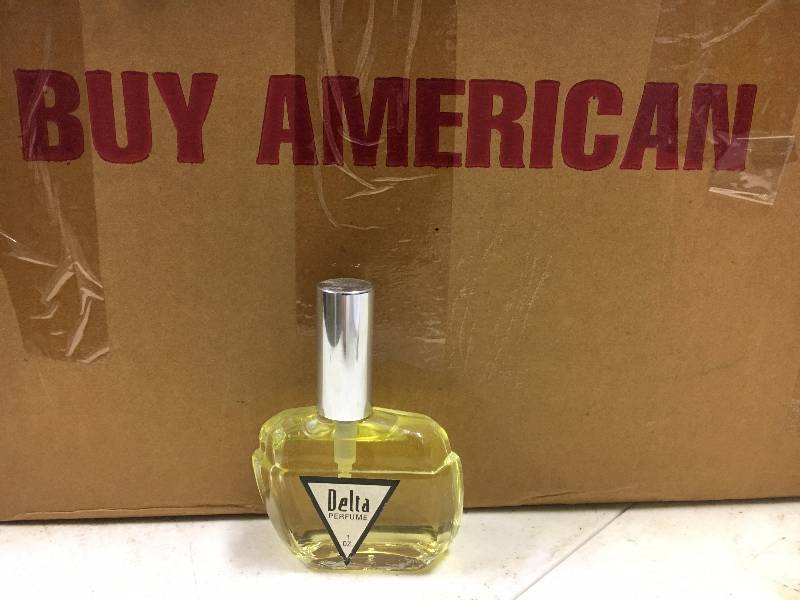 BUY AMERICAN
Delta
PERFUME
1
OZ